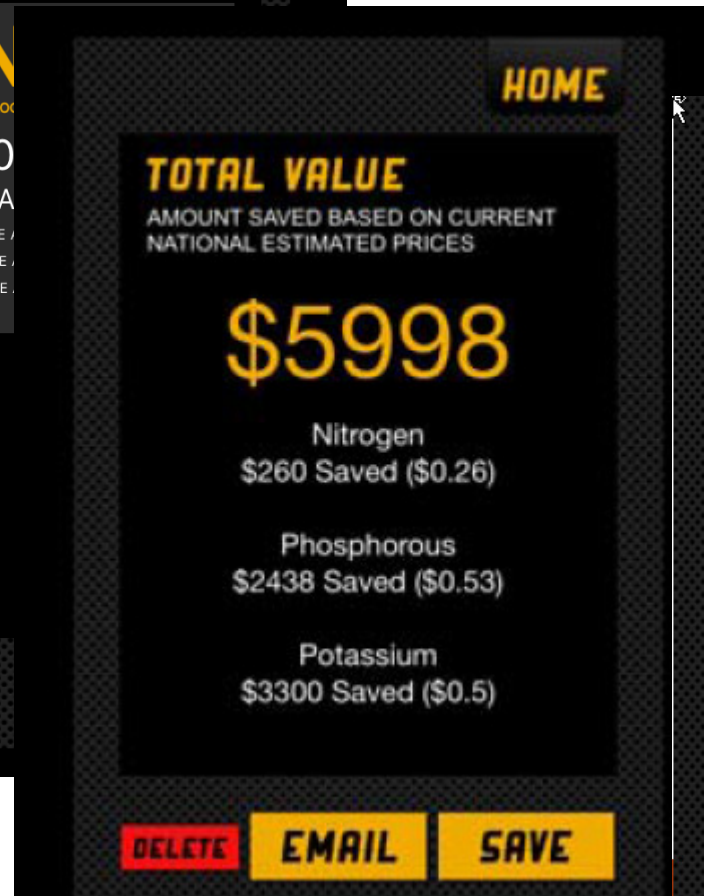 HOME
TOTAL VALUE
AMOUNT SAVED BASED ON CURRENT
NATIONAL ESTIMATED PRICES
$5998
Nitrogen
$260 Saved ($0.26)
Phosphorous
$2438 Saved ($0.53)
Potassium
$3300 Saved ($0.5)
DELETE
EMAIL
SAVE